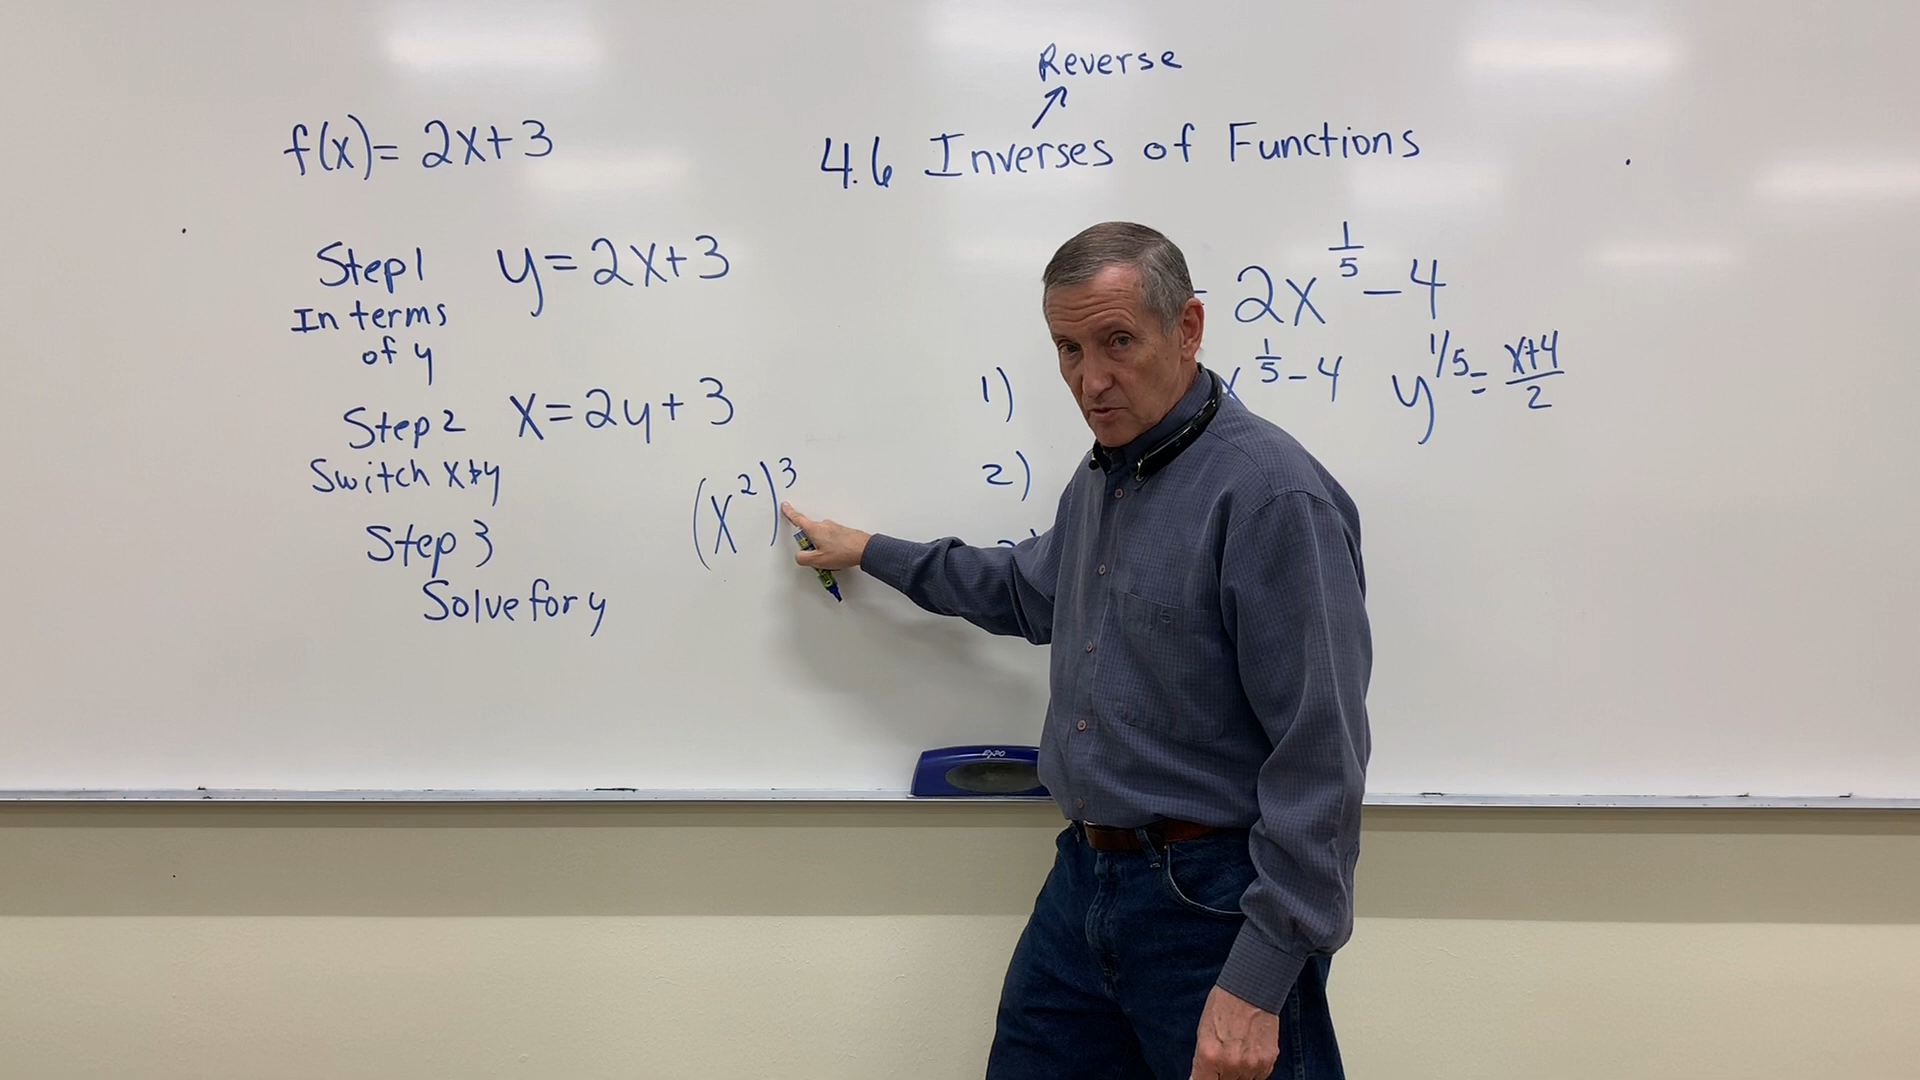 Reverse
f(x)= 2x+3
4.6 Inverses of Functions
Step 1 y = 2x+3
In terms
of y
Step 2 x = 2y + 3
Switch x+y
(x²)³
Step 3
Solve for y
= 2x^{1/5} - 4
1) x^{1/5} - 4 y^{1/5} = \frac{x+4}{2}
2)
EXPO